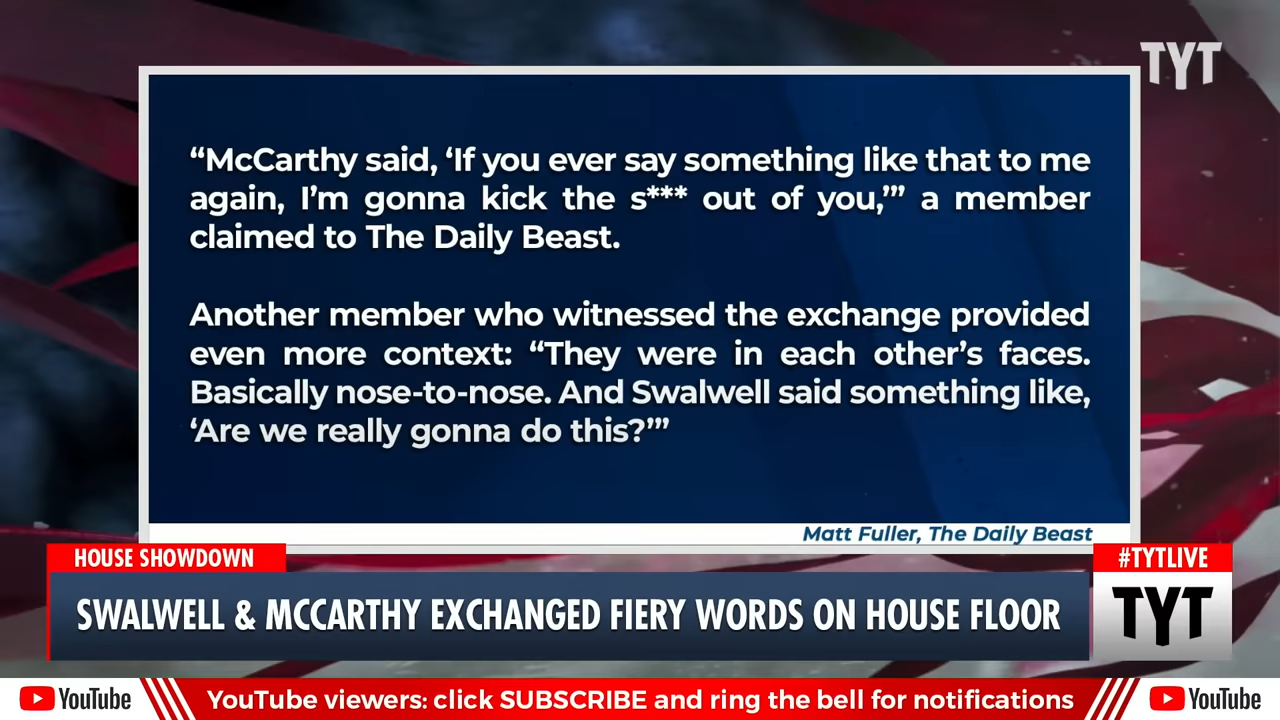 TYT
“McCarthy said, ‘If you ever say something like that to me
again, I’m gonna kick the s*** out of you,’” a member
claimed to The Daily Beast.
Another member who witnessed the exchange provided
even more context: “They were in each other’s faces.
Basically nose-to-nose. And Swalwell said something like,
‘Are we really gonna do this?’”
Matt Fuller, The Daily Beast
HOUSE SHOWDOWN
#TYTLIVE
SWALWELL & MCCARTHY EXCHANGED FIERY WORDS ON HOUSE FLOOR
TYT
YouTube
YouTube viewers: click SUBSCRIBE and ring the bell for notifications
YouTube